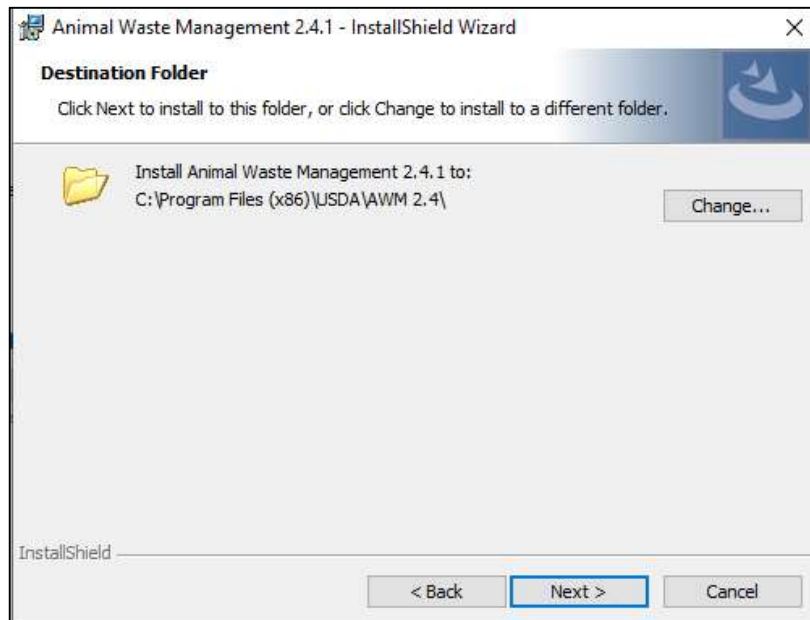 Animal Waste Management 2.4.1 - InstallShield Wizard
Destination Folder
Click Next to install to this folder, or click Change to install to a different folder.
Install Animal Waste Management 2.4.1 to:
C:\Program Files (x86)\USDA\AWM 2.4\
Change...
InstallShield
< Back
Next >
Cancel